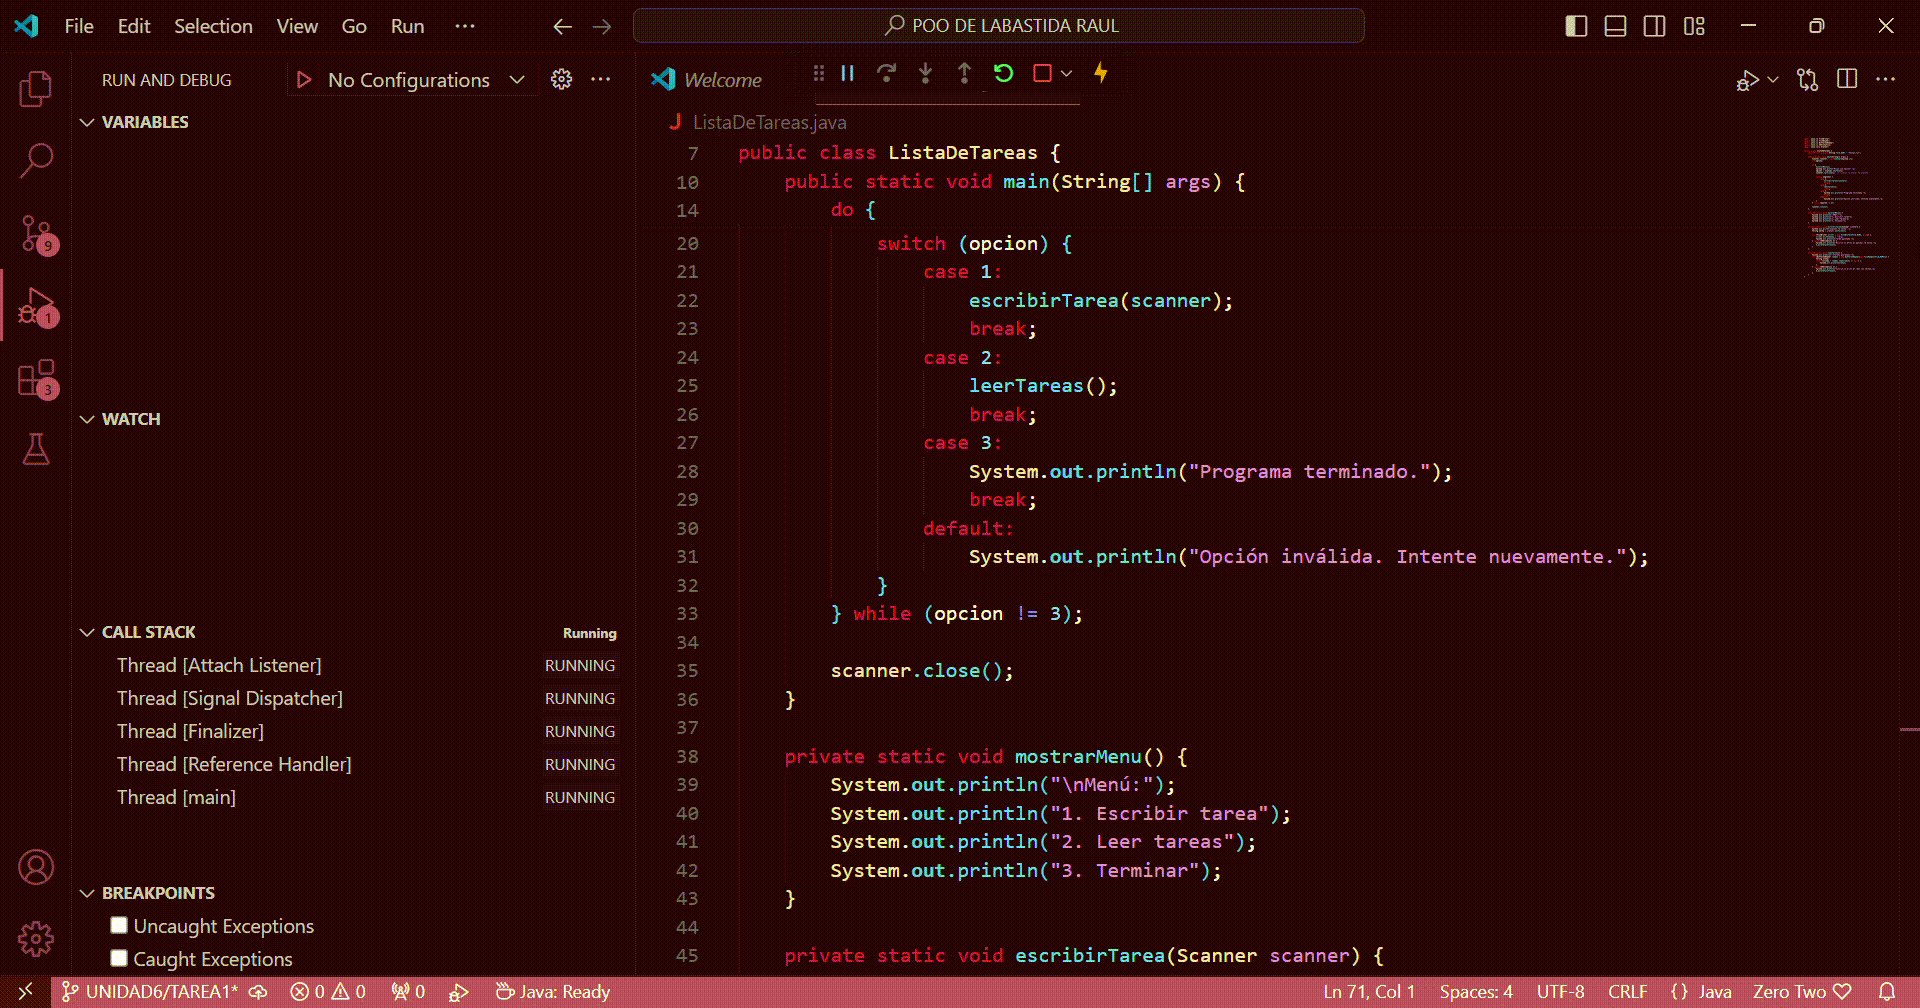 File Edit Selection View Go Run ··· POO DE LABASTIDA RAUL
RUN AND DEBUG No Configurations ···
VARIABLES
WATCH
CALL STACK Running
Thread [Attach Listener] RUNNING
Thread [Signal Dispatcher] RUNNING
Thread [Finalizer] RUNNING
Thread [Reference Handler] RUNNING
Thread [main] RUNNING
BREAKPOINTS
Uncaught Exceptions
Caught Exceptions
9
1
3
Welcome
J ListaDeTareas.java
7 public class ListaDeTareas {
10 public static void main(String[] args) {
14 do {
20 switch (opcion) {
21 case 1:
22 escribirTarea(scanner);
23 break;
24 case 2:
25 leerTareas();
26 break;
27 case 3:
28 System.out.println("Programa terminado.");
29 break;
30 default:
31 System.out.println("Opción inválida. Intente nuevamente.");
32 }
33 } while (opcion != 3);
34
35 scanner.close();
36 }
37
38 private static void mostrarMenu() {
39 System.out.println("\nMenú:");
40 System.out.println("1. Escribir tarea");
41 System.out.println("2. Leer tareas");
42 System.out.println("3. Terminar");
43 }
44
45 private static void escribirTarea(Scanner scanner) {
UNIDAD6/TAREA1* 0 0 0 Java: Ready Ln 71, Col 1 Spaces: 4 UTF-8 CRLF {} Java Zero Two